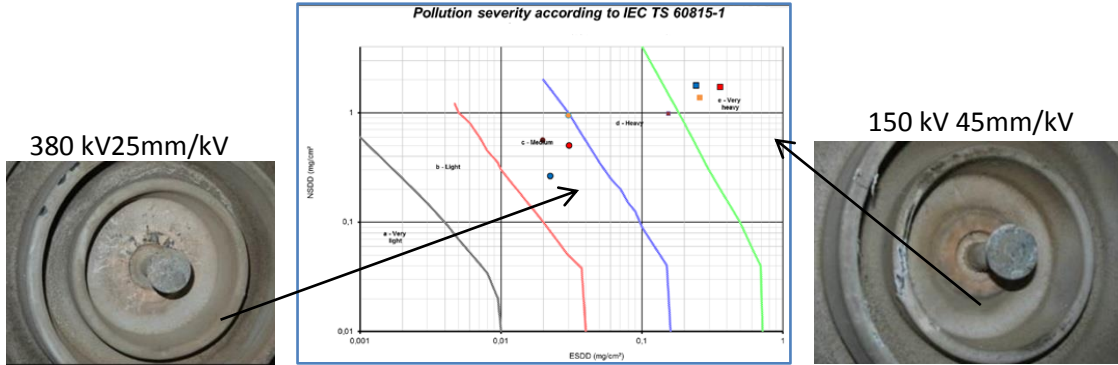 Pollution severity according to IEC TS 60815-1
380 kV25mm/kV
150 kV 45mm/kV
NSDD (mg/cm²
1
0,1
0,01
a - Very
light
b - Light
c - Medium
d - Heavy
e - Very
heavy
0,001
0,01
0,1
1
ESDD (mg/cm²)